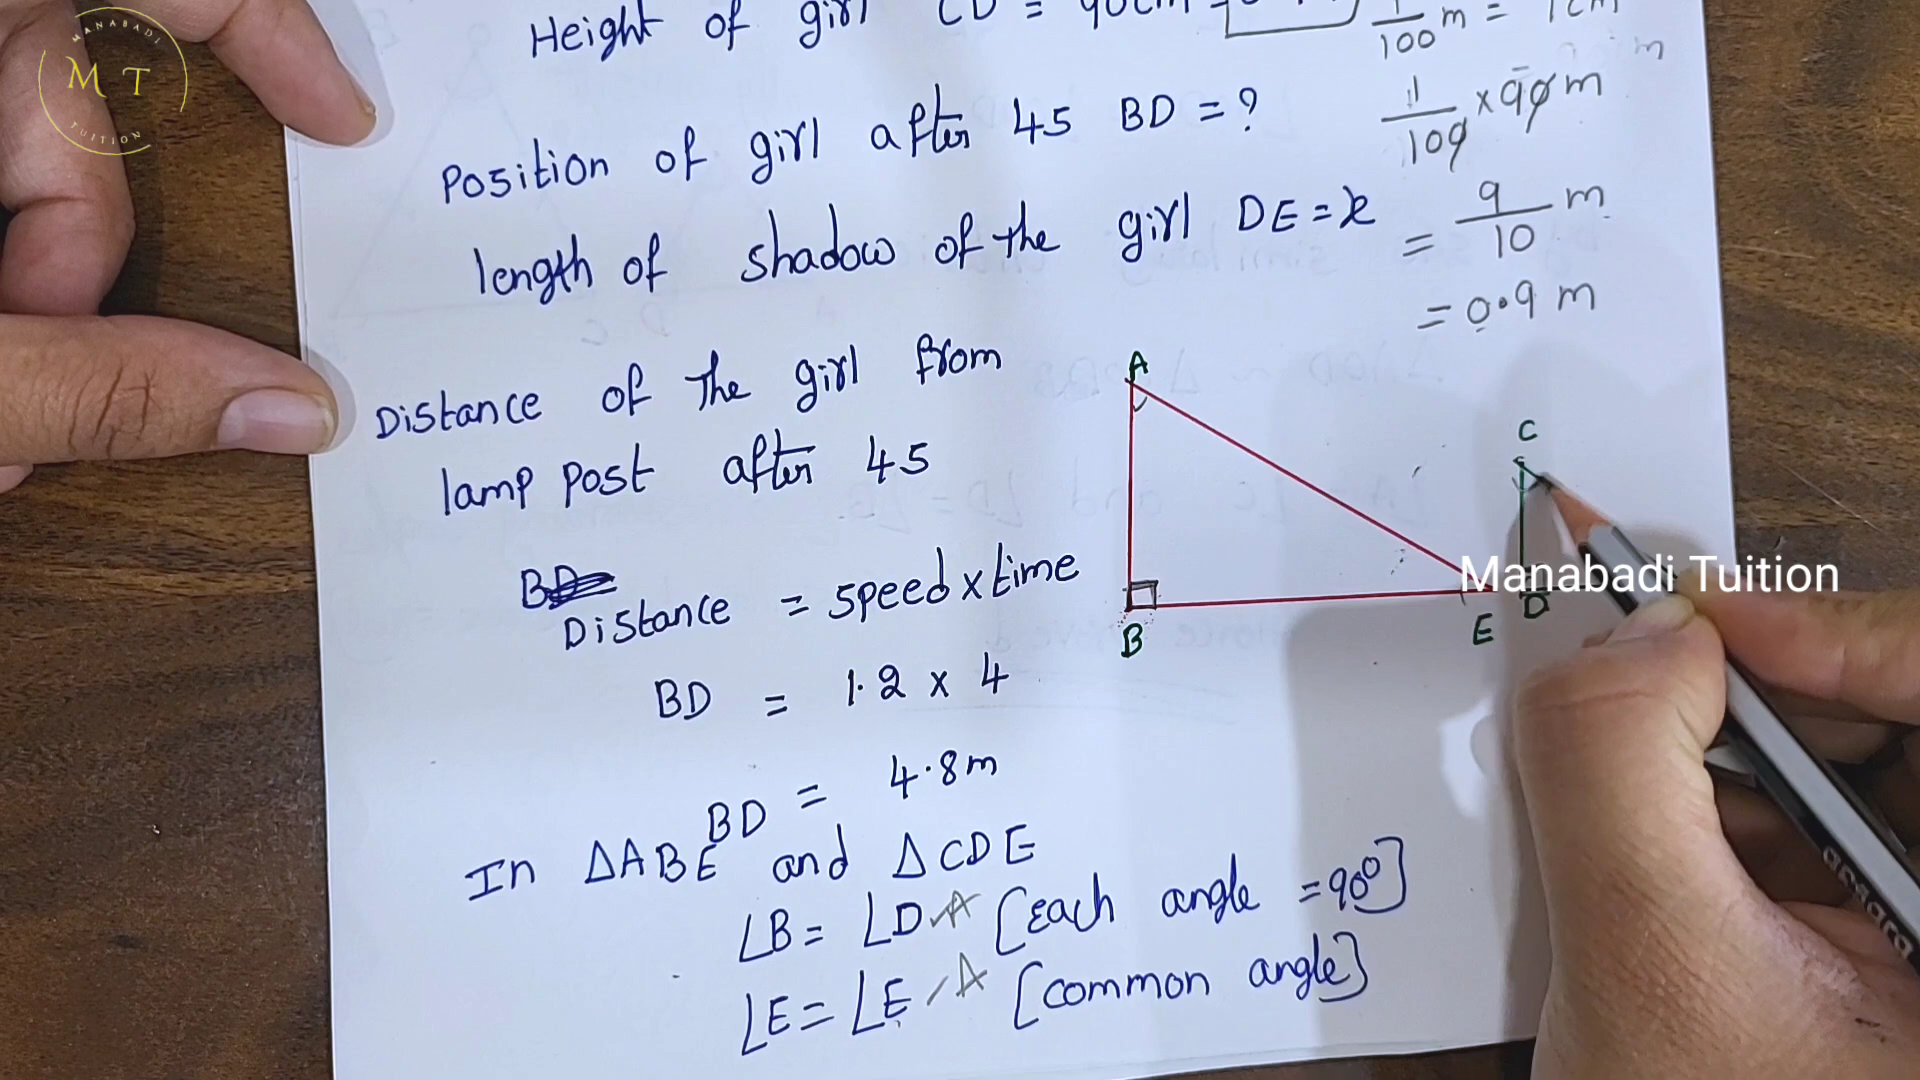 MANABADI
M T
TUITION
Height of girl CD = 90cm
1/100 m = 1cm
Position of girl after 4s BD = ?
1/100 × 90 m
length of shadow of the girl DE = x
= 9/10 m
= 0.9 m
Distance of the girl from
lamp post after 4s
A
C
B
E
D
Manabadi Tuition
Distance = speed × time
BD = 1.2 × 4
BD = 4.8m
In ΔABE and ΔCDE
∠B = ∠D A [Each angle = 90°]
∠E = ∠E A [common angle]
apsara